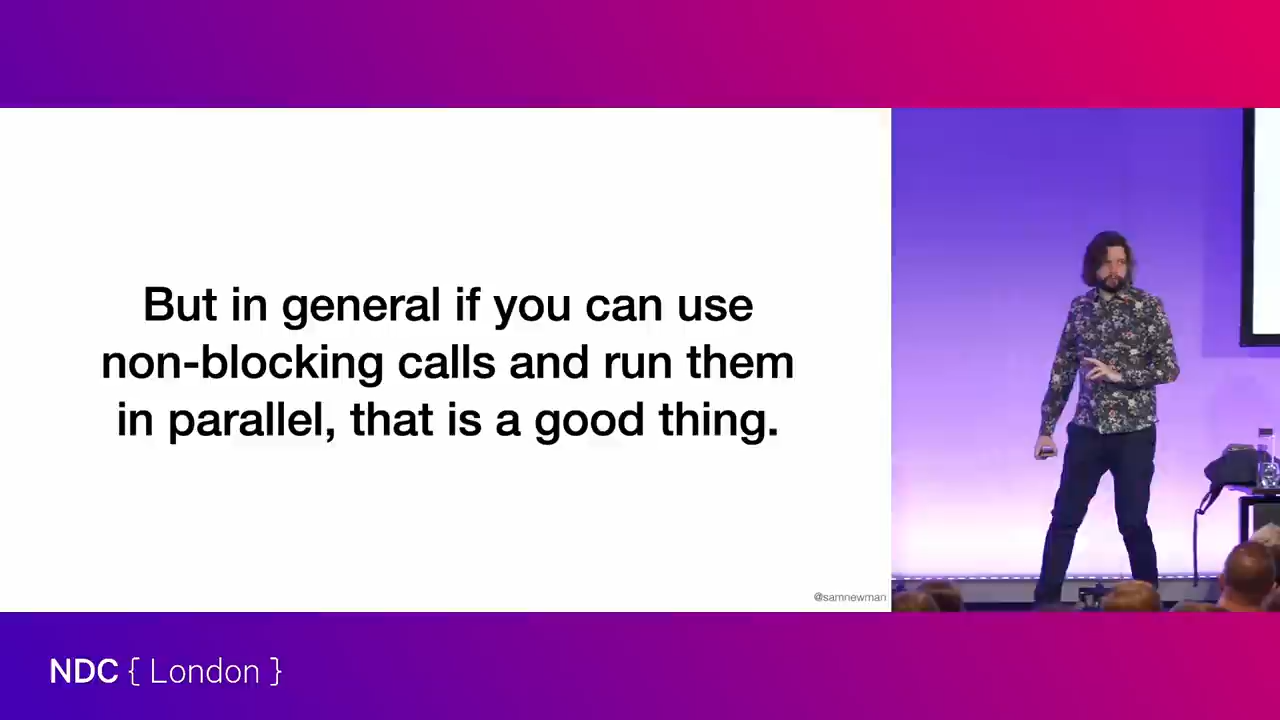 But in general if you can use
non-blocking calls and run them
in parallel, that is a good thing.
@samnewman
NDC { London }